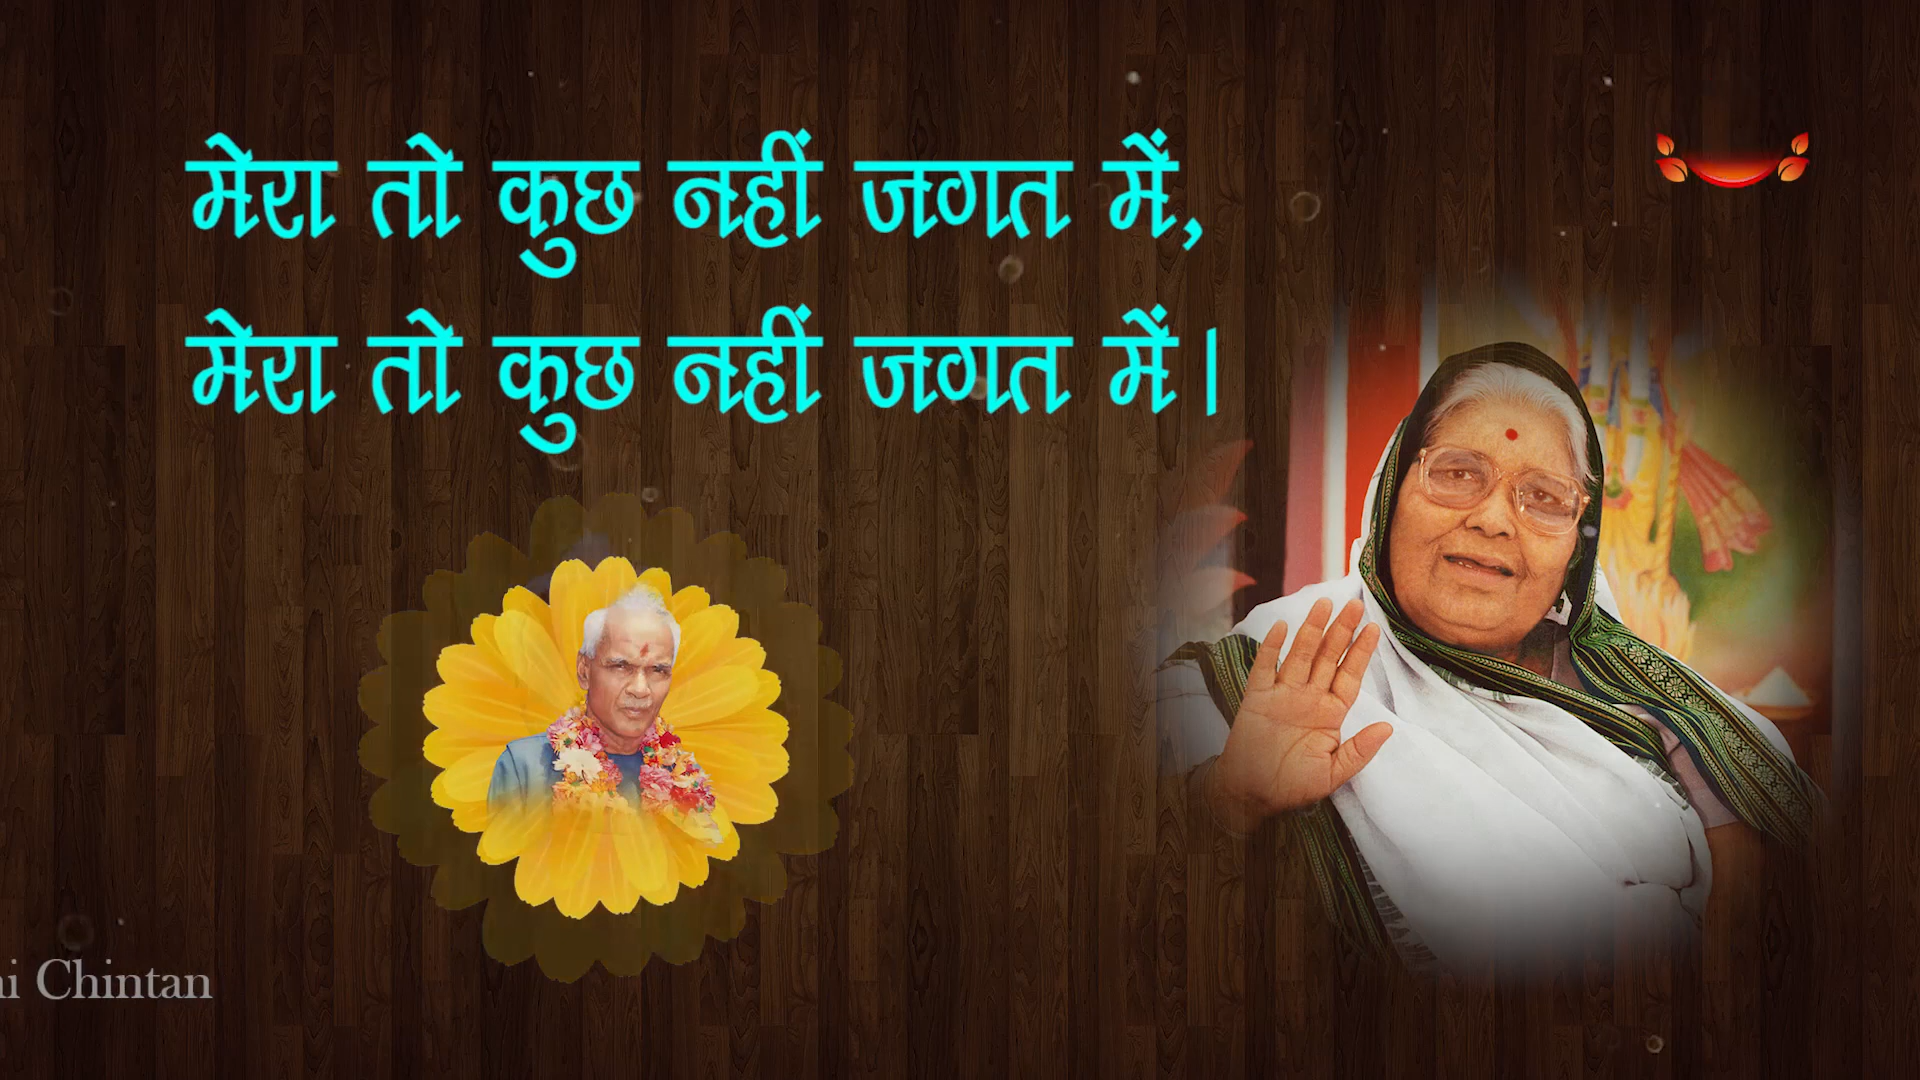 मेरा तो कुछ नहीं जगत में,
मेरा तो कुछ नहीं जगत में।
Chintan